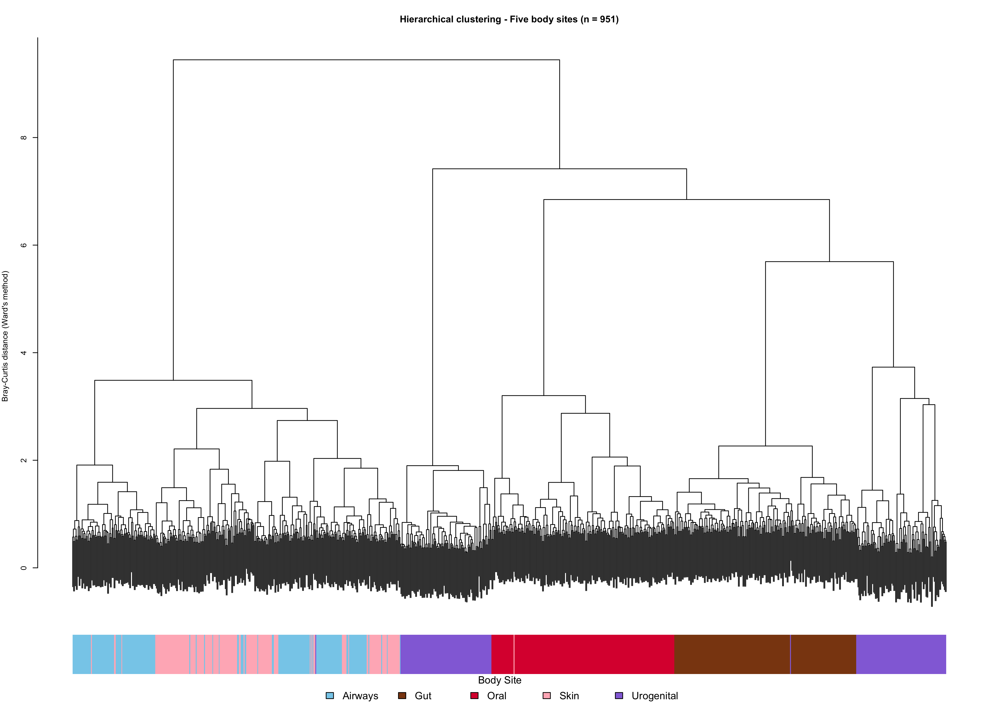 Hierarchical clustering - Five body sites (n = 951)
Bray-Curtis distance (Ward's method)
8
6
4
2
0
Body Site
Airways Gut Oral Skin Urogenital